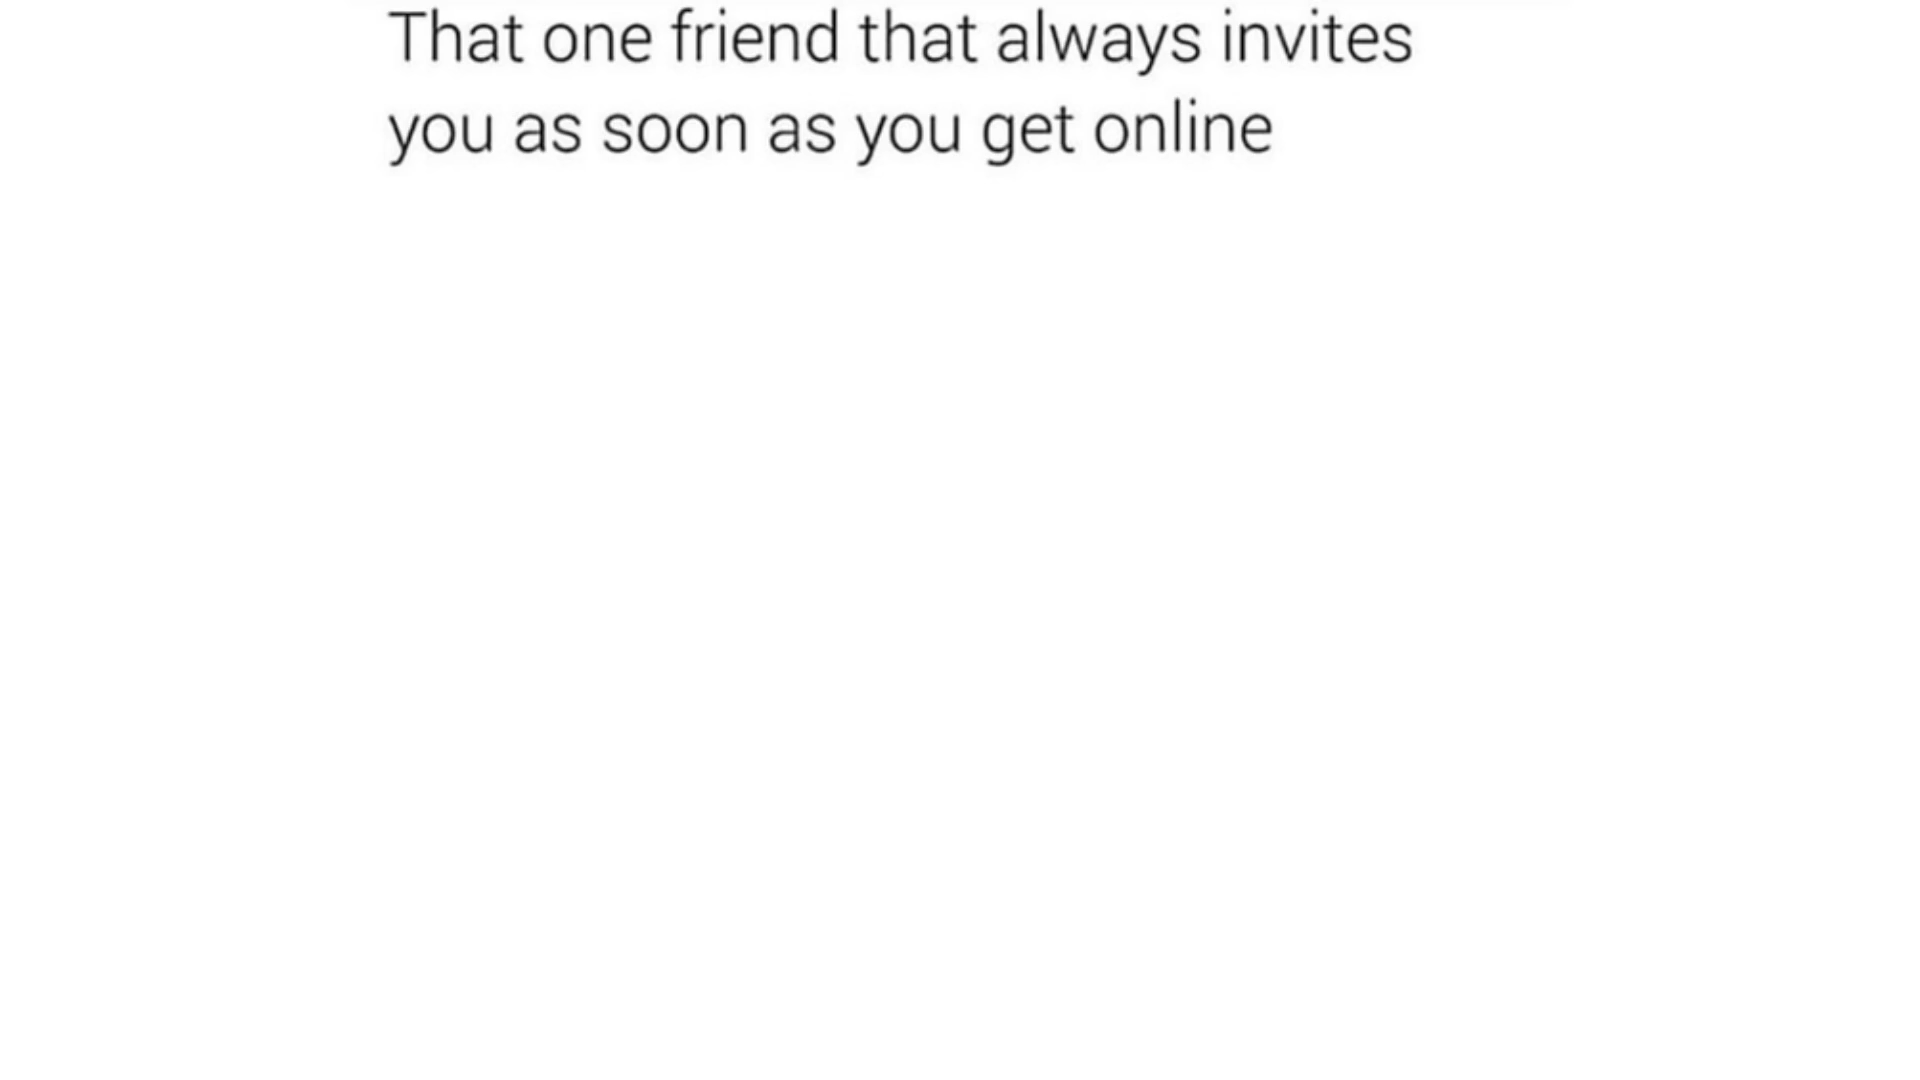 That one friend that always invites
you as soon as you get online